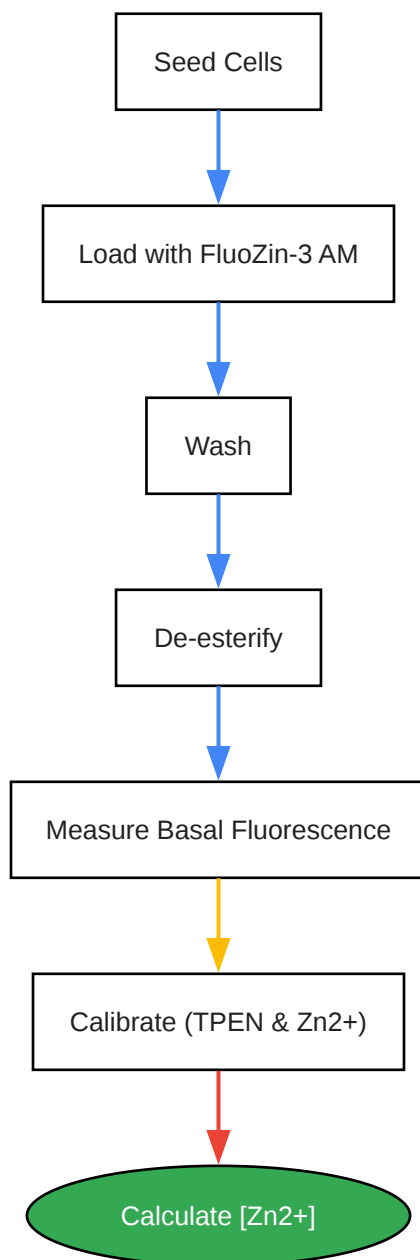 Seed Cells
Load with FluoZin-3 AM
Wash
De-esterify
Measure Basal Fluorescence
Calibrate (TPEN & Zn2+)
Calculate [Zn2+]